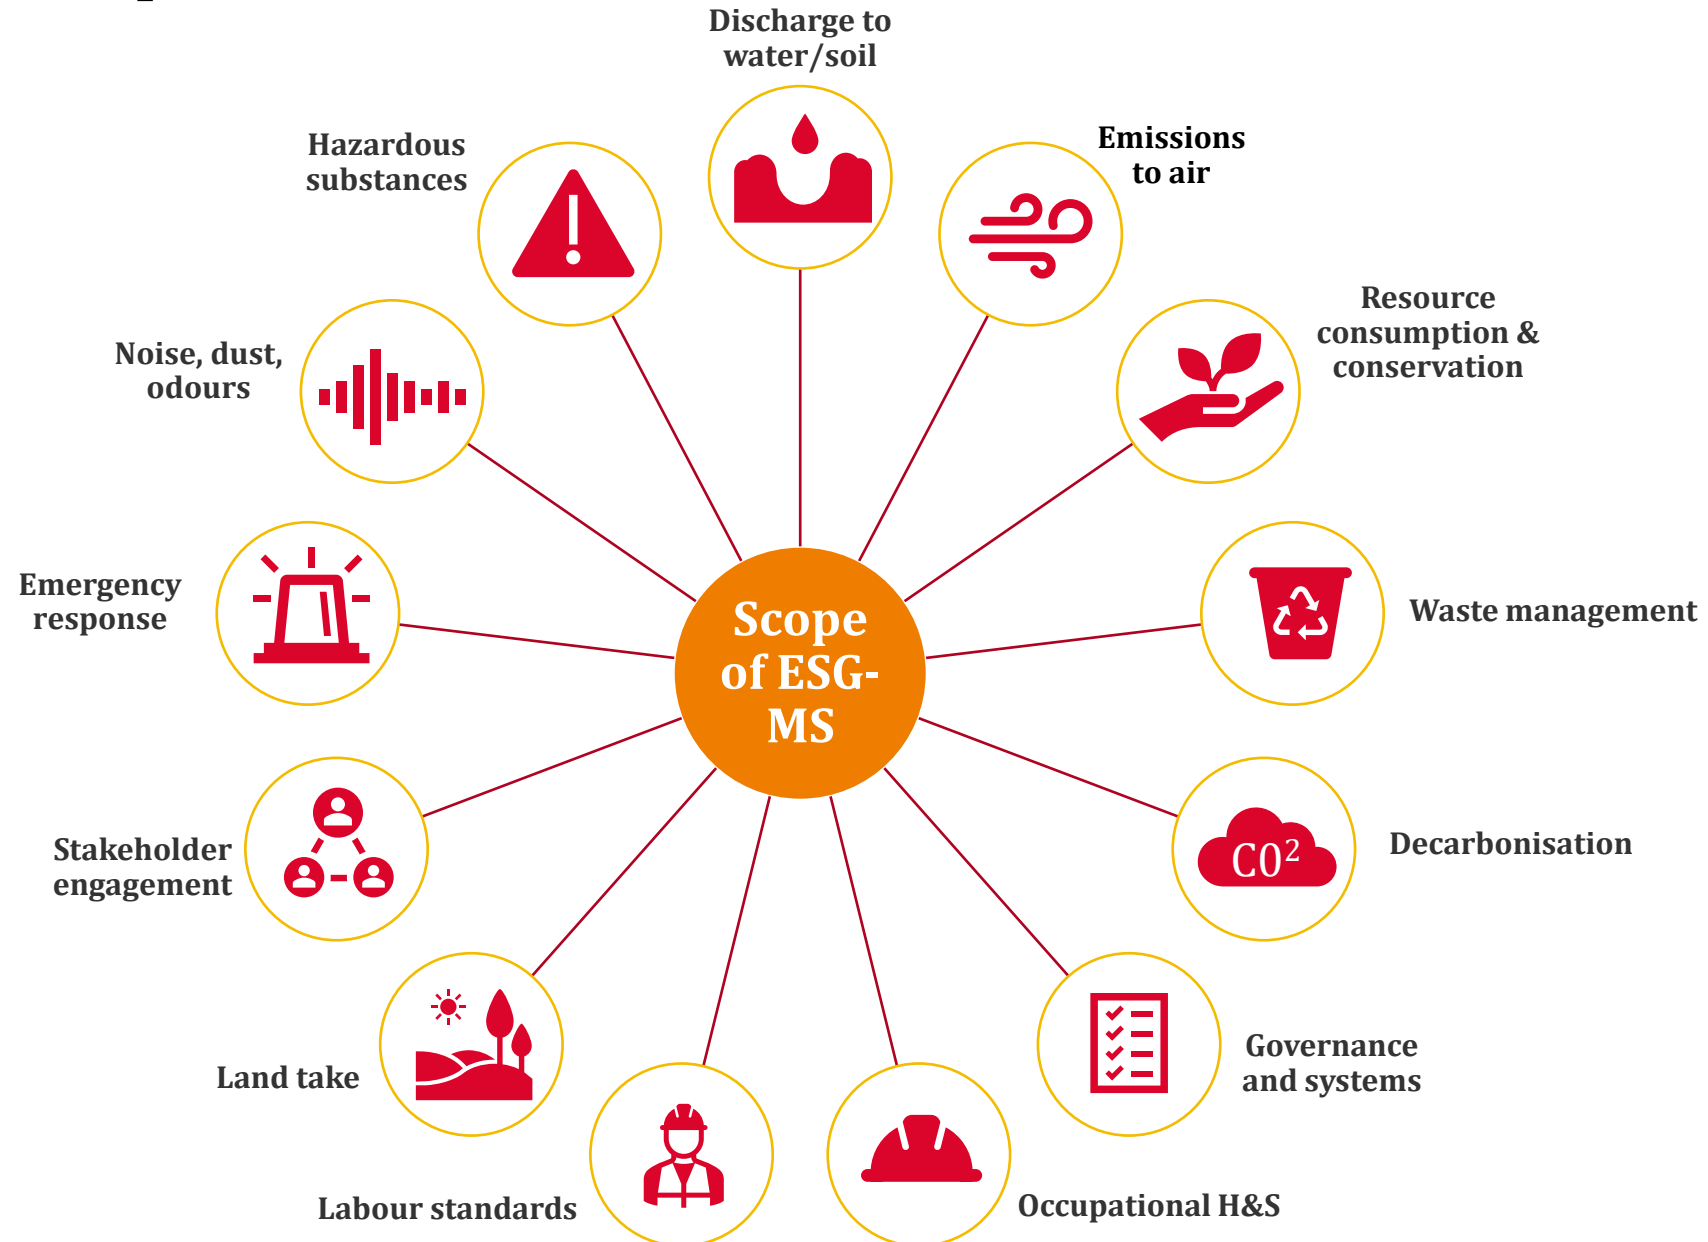 Discharge to
water/soil
Emissions
to air
Hazardous
substances
Resource
consumption &
conservation
Noise, dust,
odours
Emergency
response
Waste management
Scope
of ESG-
MS
Stakeholder
engagement
C0²
Decarbonisation
Governance
and systems
Land take
Labour standards
Occupational H&S